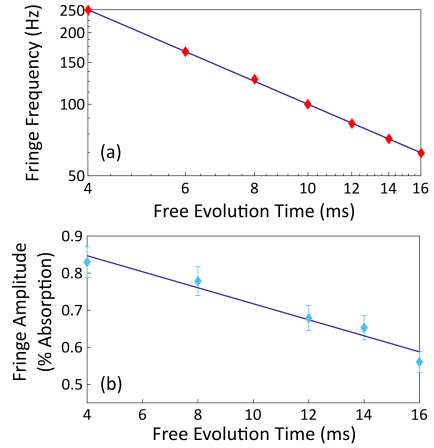 250
200
150
100
50
Fringe Frequency (Hz)
(a)
4 6 8 10 12 14 16
Free Evolution Time (ms)
0.9
0.8
0.7
0.6
0.5
Fringe Amplitude
(% Absorption)
(b)
4 6 8 10 12 14 16
Free Evolution Time (ms)